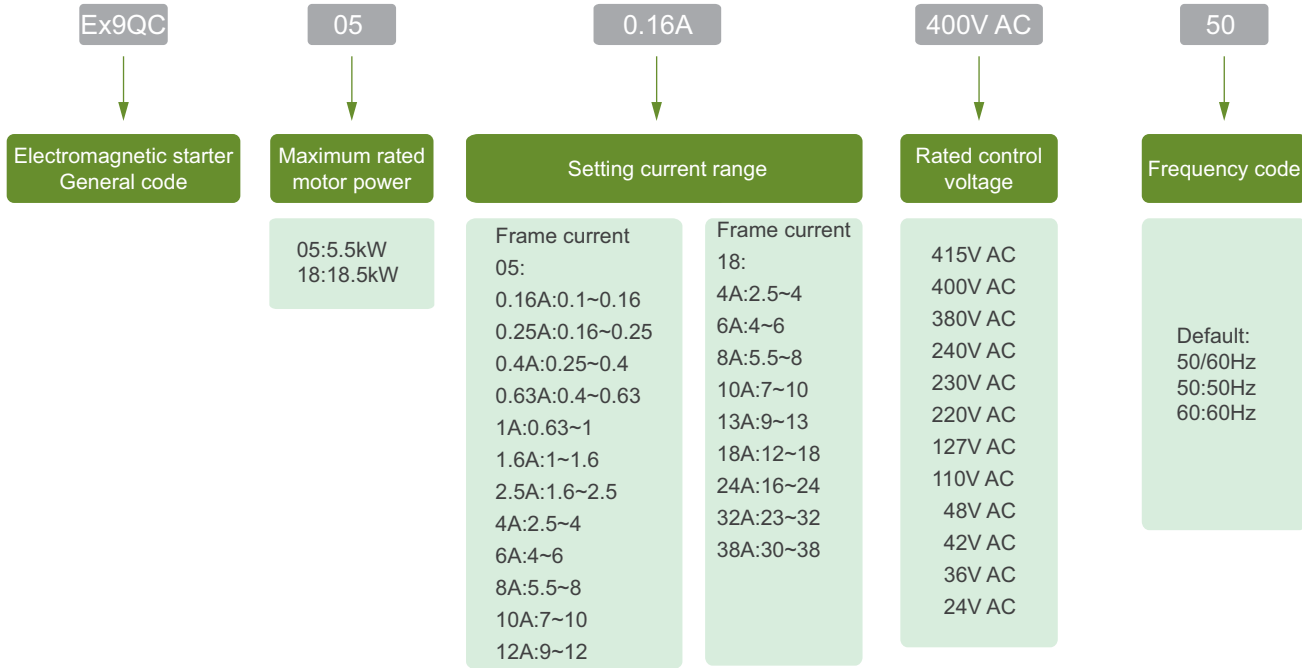 Ex9QC
05
0.16A
400V AC
50
Electromagnetic starter
General code
Maximum rated
motor power
Setting current range
Rated control
voltage
Frequency code
05:5.5kW
18:18.5kW
Frame current
05:
0.16A:0.1~0.16
0.25A:0.16~0.25
0.4A:0.25~0.4
0.63A:0.4~0.63
1A:0.63~1
1.6A:1~1.6
2.5A:1.6~2.5
4A:2.5~4
6A:4~6
8A:5.5~8
10A:7~10
12A:9~12
Frame current
18:
4A:2.5~4
6A:4~6
8A:5.5~8
10A:7~10
13A:9~13
18A:12~18
24A:16~24
32A:23~32
38A:30~38
415V AC
400V AC
380V AC
240V AC
230V AC
220V AC
127V AC
110V AC
48V AC
42V AC
36V AC
24V AC
Default:
50/60Hz
50:50Hz
60:60Hz